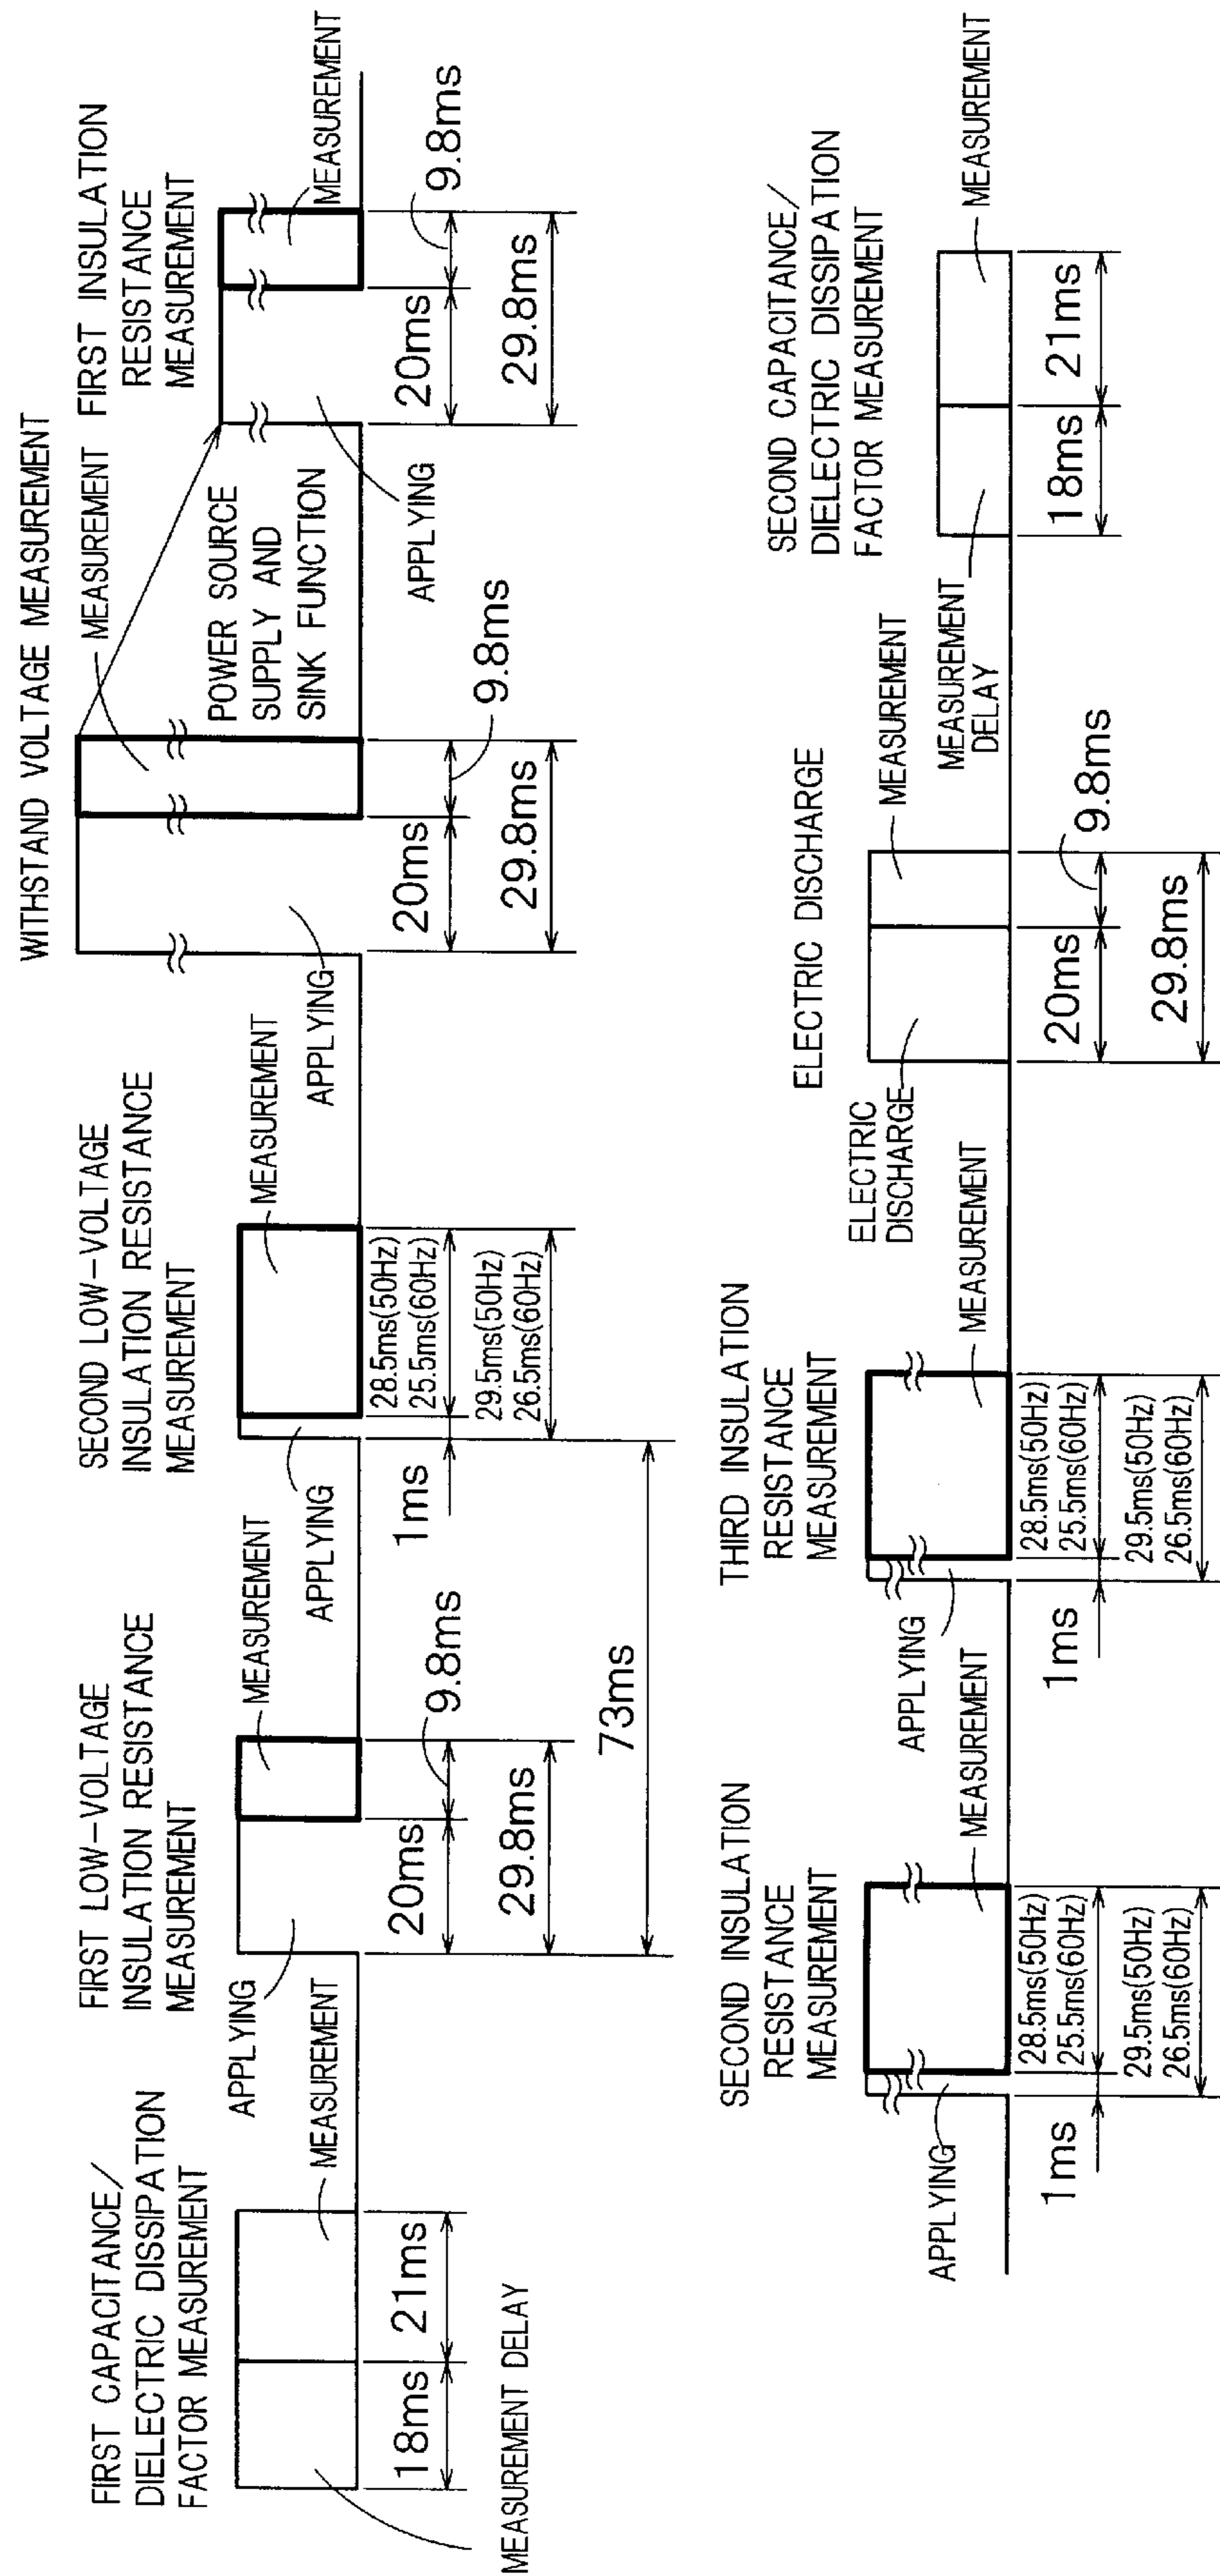 FIRST CAPACITANCE/
DIELECTRIC DISSIPATION
FACTOR MEASUREMENT
MEASUREMENT
18ms
21ms
MEASUREMENT DELAY
FIRST LOW-VOLTAGE
INSULATION RESISTANCE
MEASUREMENT
APPLYING
MEASUREMENT
20ms
9.8ms
29.8ms
73ms
SECOND LOW-VOLTAGE
INSULATION RESISTANCE
MEASUREMENT
APPLYING
MEASUREMENT
1ms
28.5ms(50Hz)
25.5ms(60Hz)
29.5ms(50Hz)
26.5ms(60Hz)
WITHSTAND VOLTAGE MEASUREMENT
MEASUREMENT
APPLYING
20ms
9.8ms
29.8ms
POWER SOURCE
SUPPLY AND
SINK FUNCTION
FIRST INSULATION
RESISTANCE
MEASUREMENT
MEASUREMENT
APPLYING
20ms
9.8ms
29.8ms
SECOND INSULATION
RESISTANCE
MEASUREMENT
APPLYING
MEASUREMENT
1ms
28.5ms(50Hz)
25.5ms(60Hz)
29.5ms(50Hz)
26.5ms(60Hz)
THIRD INSULATION
RESISTANCE
MEASUREMENT
APPLYING
MEASUREMENT
1ms
28.5ms(50Hz)
25.5ms(60Hz)
29.5ms(50Hz)
26.5ms(60Hz)
ELECTRIC DISCHARGE
ELECTRIC
DISCHARGE
MEASUREMENT
20ms
9.8ms
29.8ms
SECOND CAPACITANCE/
DIELECTRIC DISSIPATION
FACTOR MEASUREMENT
MEASUREMENT
DELAY
MEASUREMENT
18ms
21ms